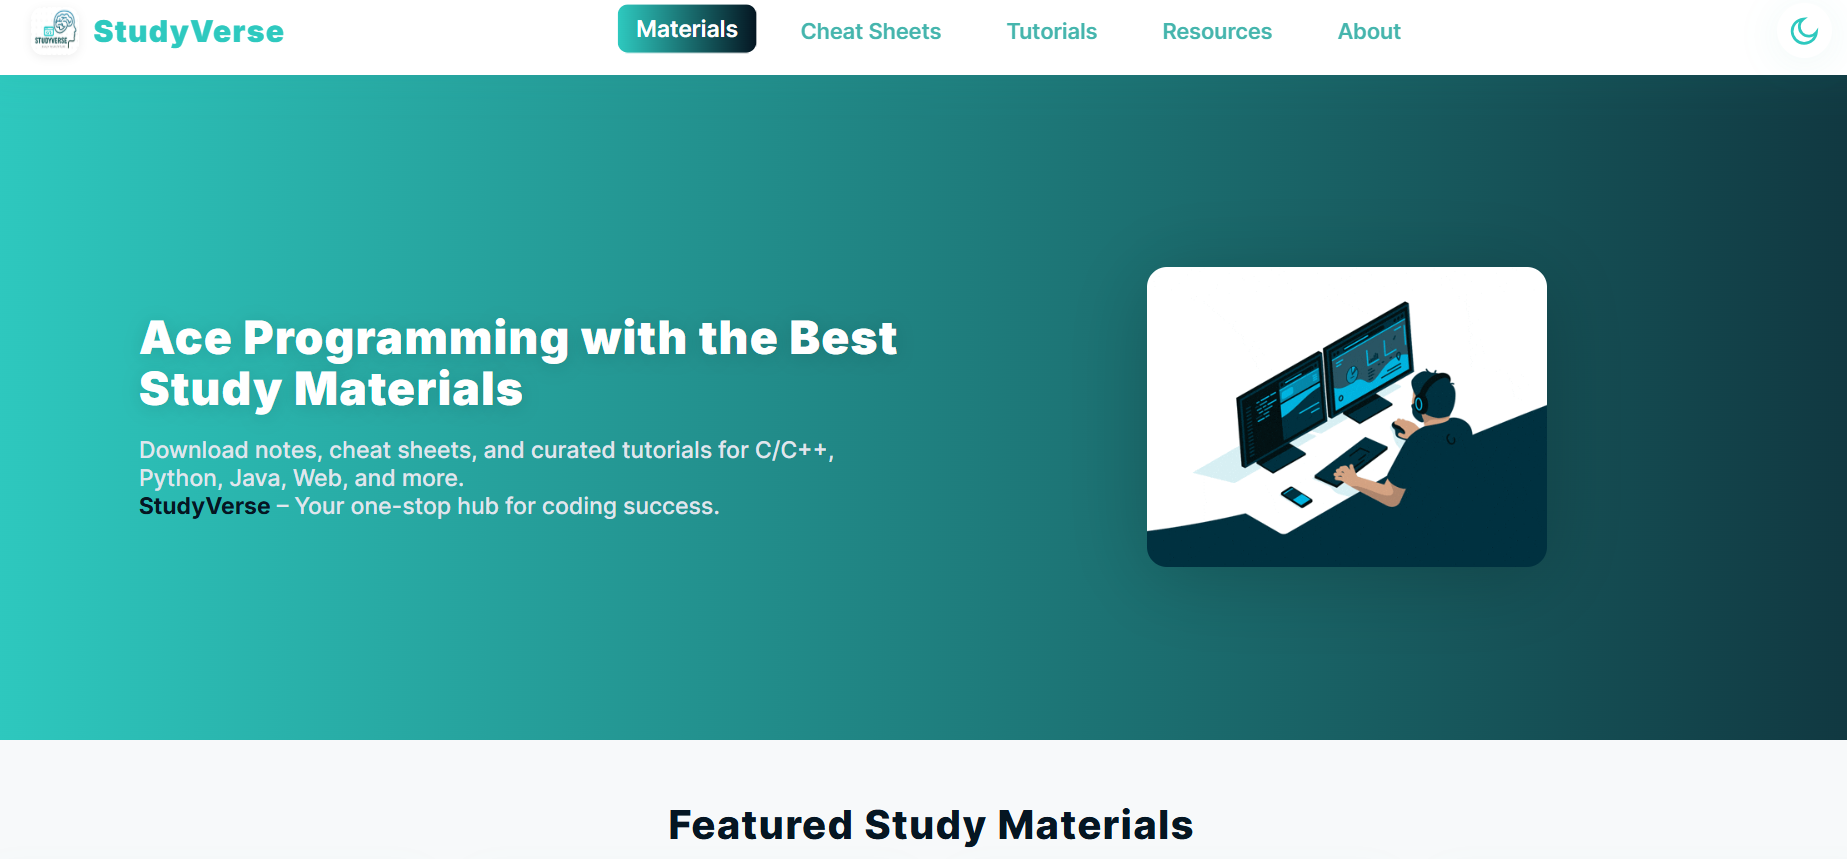 STUDYVERSE
StudyVerse
Materials
Cheat Sheets
Tutorials
Resources
About
Ace Programming with the Best
Study Materials
Download notes, cheat sheets, and curated tutorials for C/C++,
Python, Java, Web, and more.
StudyVerse – Your one-stop hub for coding success.
Featured Study Materials